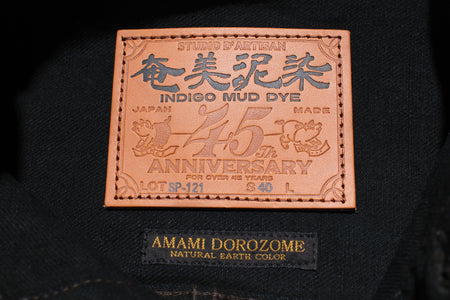 STUDIO D'ARTISAN
奄美泥染
INDIGO MUD DYE
JAPAN MADE
45Th
ANNIVERSARY
FOR OVER 45 YEARS
LOT SP-121 S 40 L
AMAMI DOROZOME
NATURAL EARTH COLOR